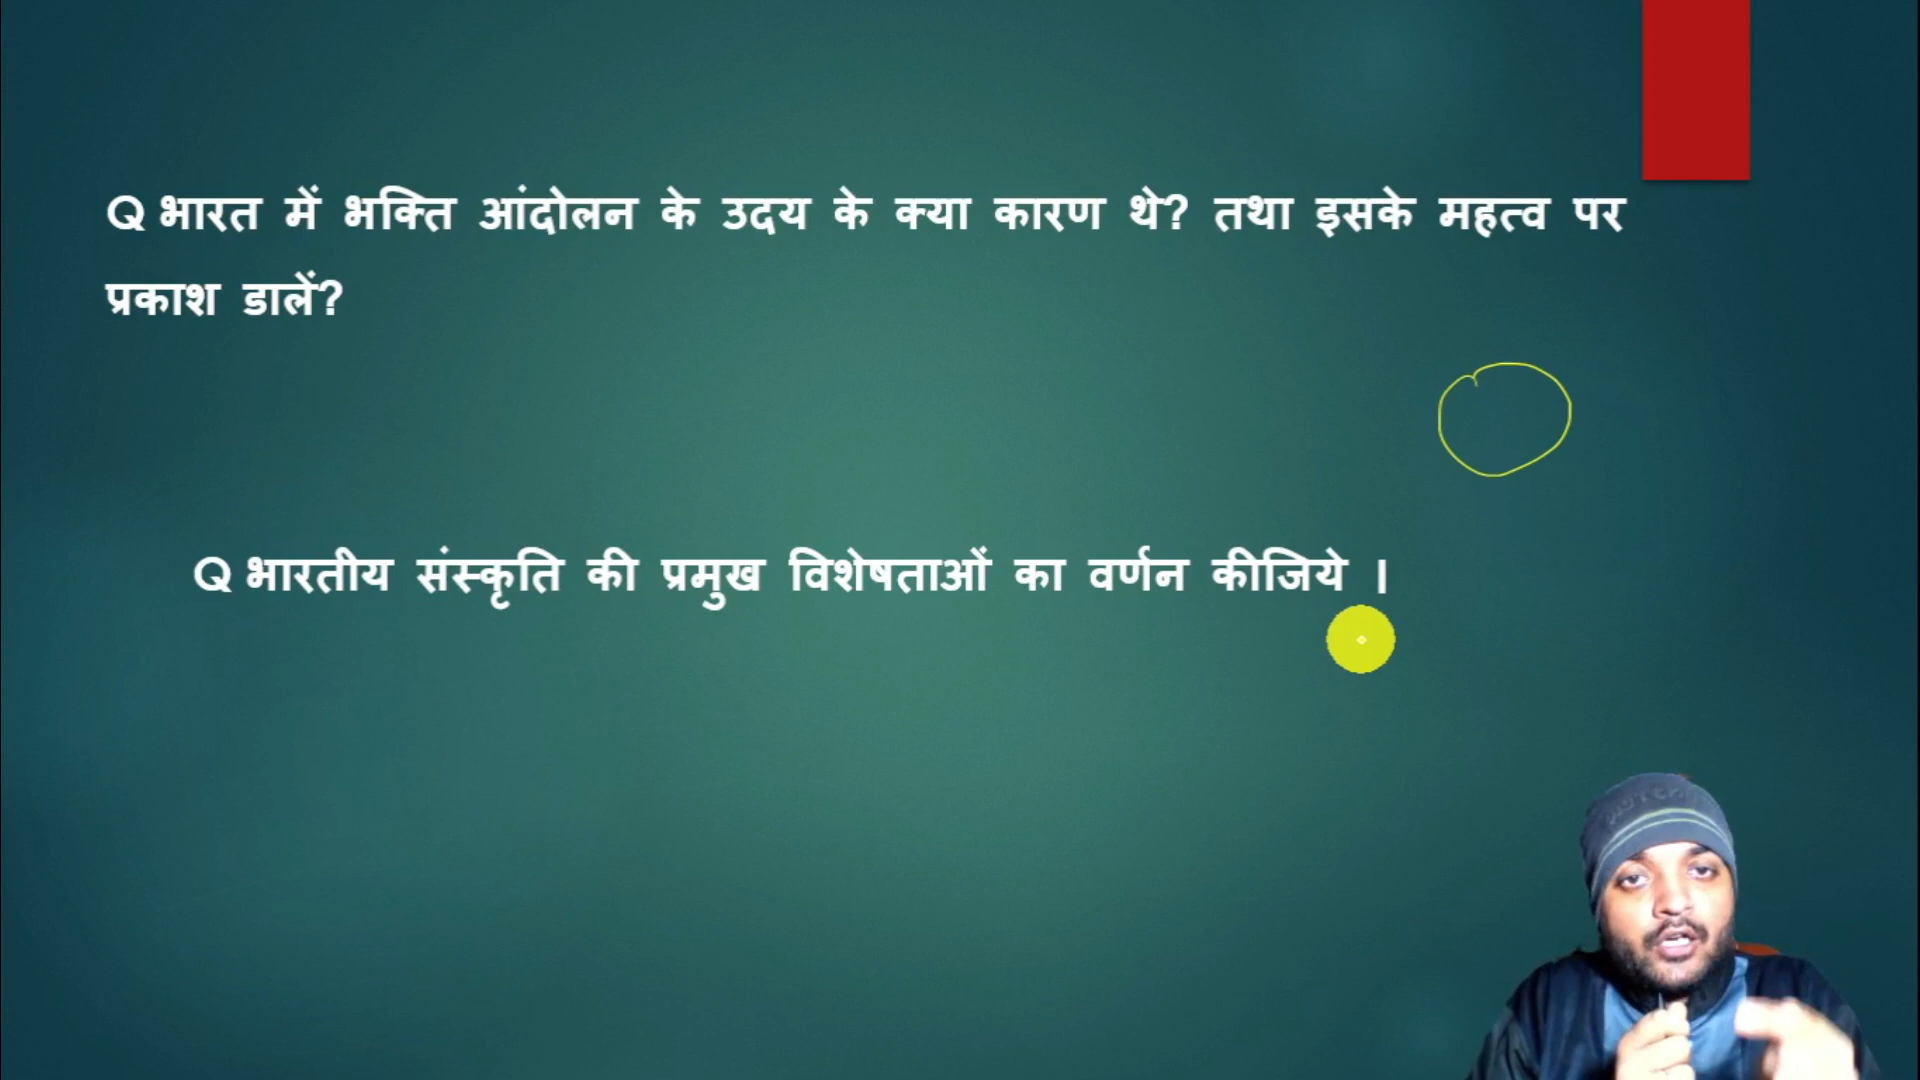 Q भारत में भक्ति आंदोलन के उदय के क्या कारण थे? तथा इसके महत्व पर
प्रकाश डालें?
Q भारतीय संस्कृति की प्रमुख विशेषताओं का वर्णन कीजिये ।